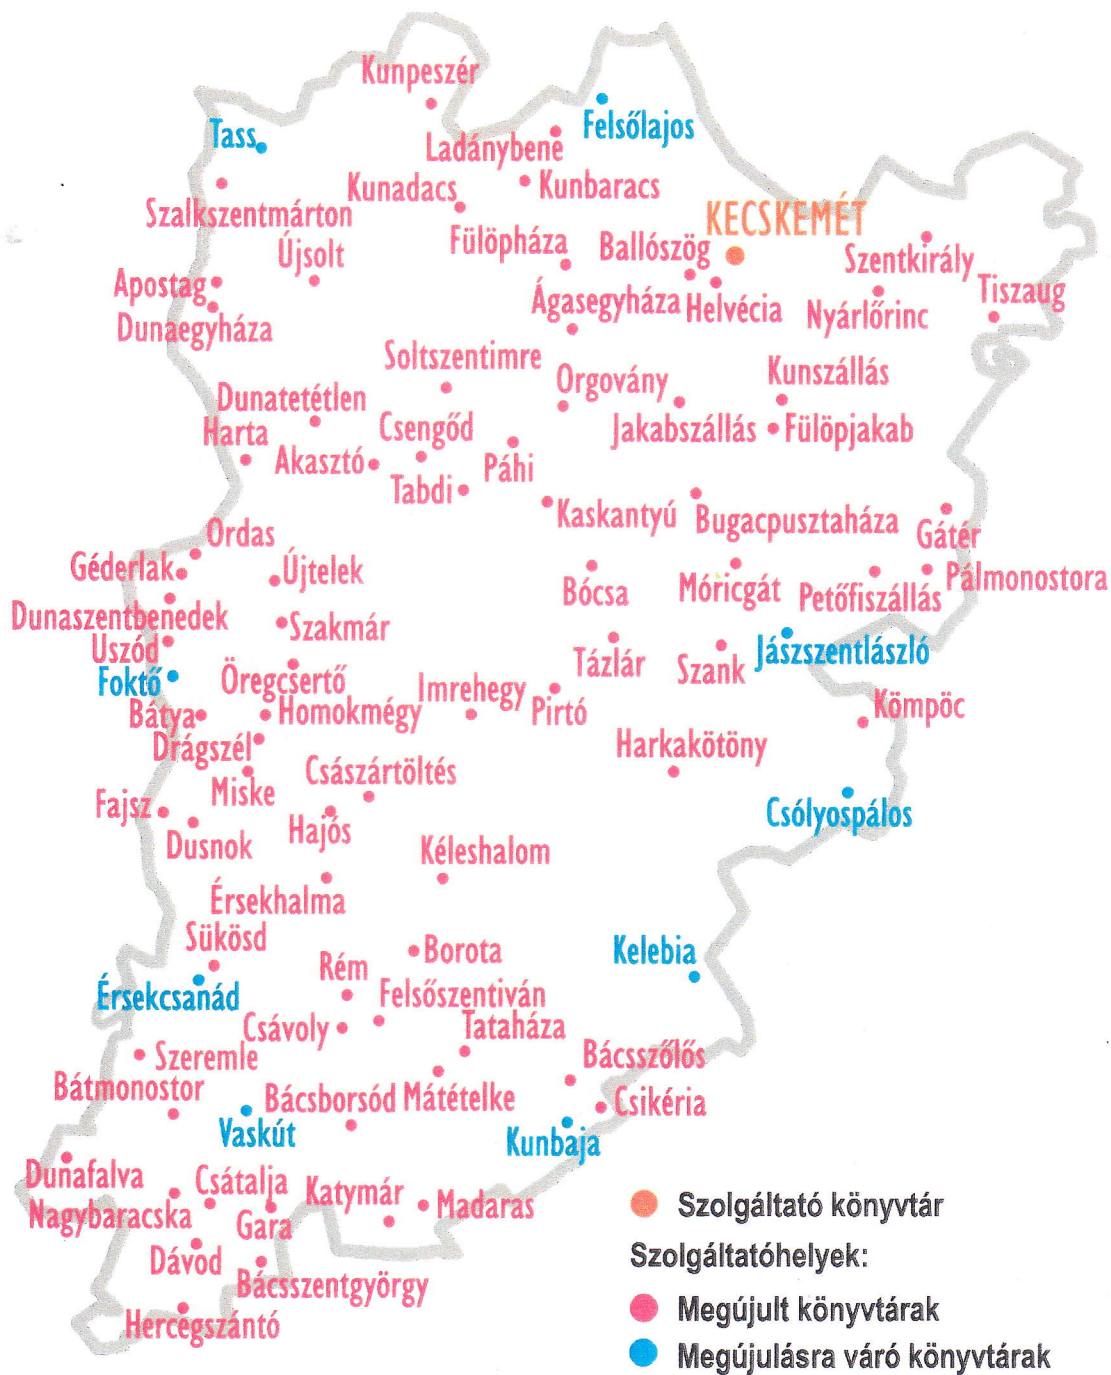 Kunpeszér
Felsőlajos
Tass
Ladánybene
Kunadacs
Kunbaracs
Szalkszentmárton
KECSKEMÉT
Fülöpháza
Ballószög
Újsolt
Szentkirály
Apostag
Ágasegyháza
Helvécia
Nyárlőrinc
Tiszaug
Dunaegyháza
Soltszentimre
Orgovány
Kunszállás
Dunatetétlen
Harta
Csengőd
Jakabszállás
Fülöpjakab
Akasztó
Páhi
Tabdi
Kaskantyú
Bugacpusztaháza
Gátér
Ordas
Géderlak
Újtelek
Bócsa
Móricgát
Petőfiszállás
Pálmonostora
Dunaszentbenedek
Szakmár
Uszód
Tázlár
Szank
Jászszentlászló
Foktő
Öregcsertő
Imrehegy
Pirtó
Kömpöc
Bátya
Homokmégy
Drágszél
Harkakötöny
Császártöltés
Miske
Fajsz
Csólyospálos
Hajós
Dusnok
Kéleshalom
Érsekhalma
Sükösd
Borota
Kelebia
Rém
Érsekcsanád
Felsőszentiván
Csávoly
Tataháza
Szeremle
Bácsszőlős
Bátmonostor
Bácsborsód
Mátételke
Csikéria
Vaskút
Kunbaja
Dunafalva
Csátalja
Katymár
Madaras
Nagybaracska
Gara
Dávod
Bácsszentgyörgy
Hercegszántó
Szolgáltató könyvtár
Szolgáltatóhelyek:
Megújult könyvtárak
Megújulásra váró könyvtárak